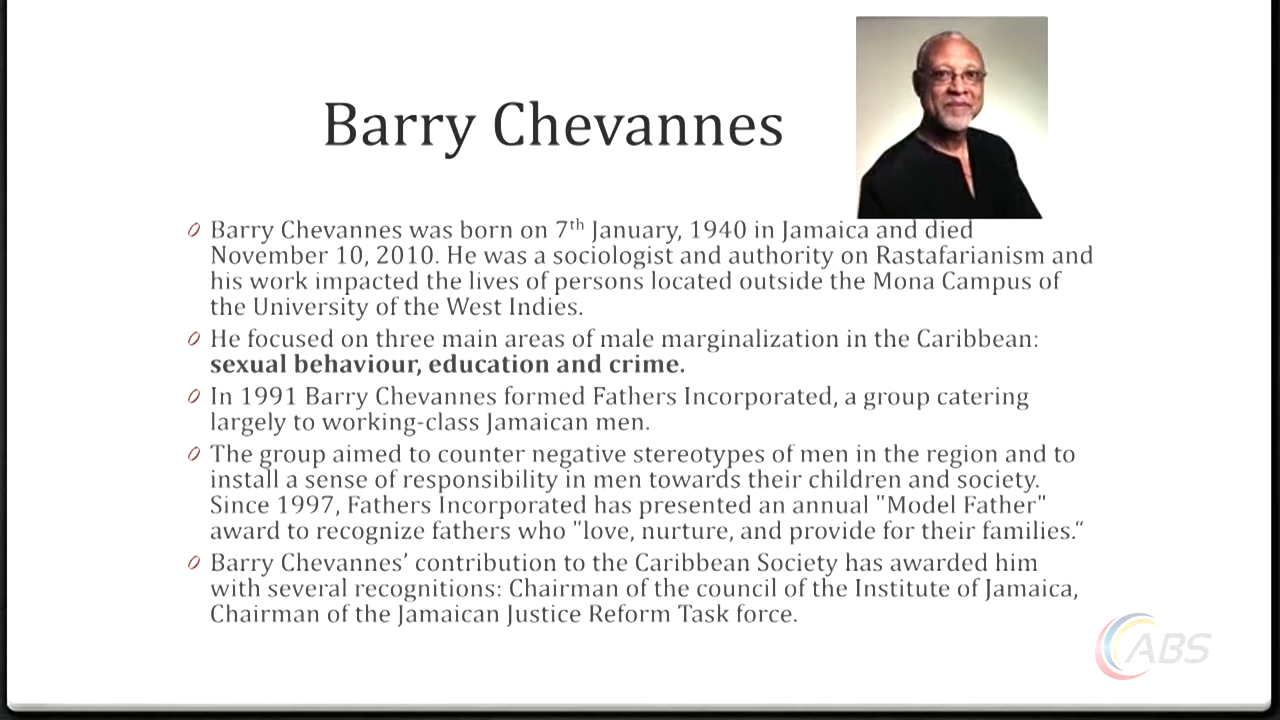 Barry Chevannes
Barry Chevannes was born on 7th January, 1940 in Jamaica and died
November 10, 2010. He was a sociologist and authority on Rastafarianism and
his work impacted the lives of persons located outside the Mona Campus of
the University of the West Indies.
He focused on three main areas of male marginalization in the Caribbean:
sexual behaviour, education and crime.
In 1991 Barry Chevannes formed Fathers Incorporated, a group catering
largely to working-class Jamaican men.
The group aimed to counter negative stereotypes of men in the region and to
install a sense of responsibility in men towards their children and society.
Since 1997, Fathers Incorporated has presented an annual "Model Father"
award to recognize fathers who "love, nurture, and provide for their families.“
Barry Chevannes’ contribution to the Caribbean Society has awarded him
with several recognitions: Chairman of the council of the Institute of Jamaica,
Chairman of the Jamaican Justice Reform Task force.
ABS